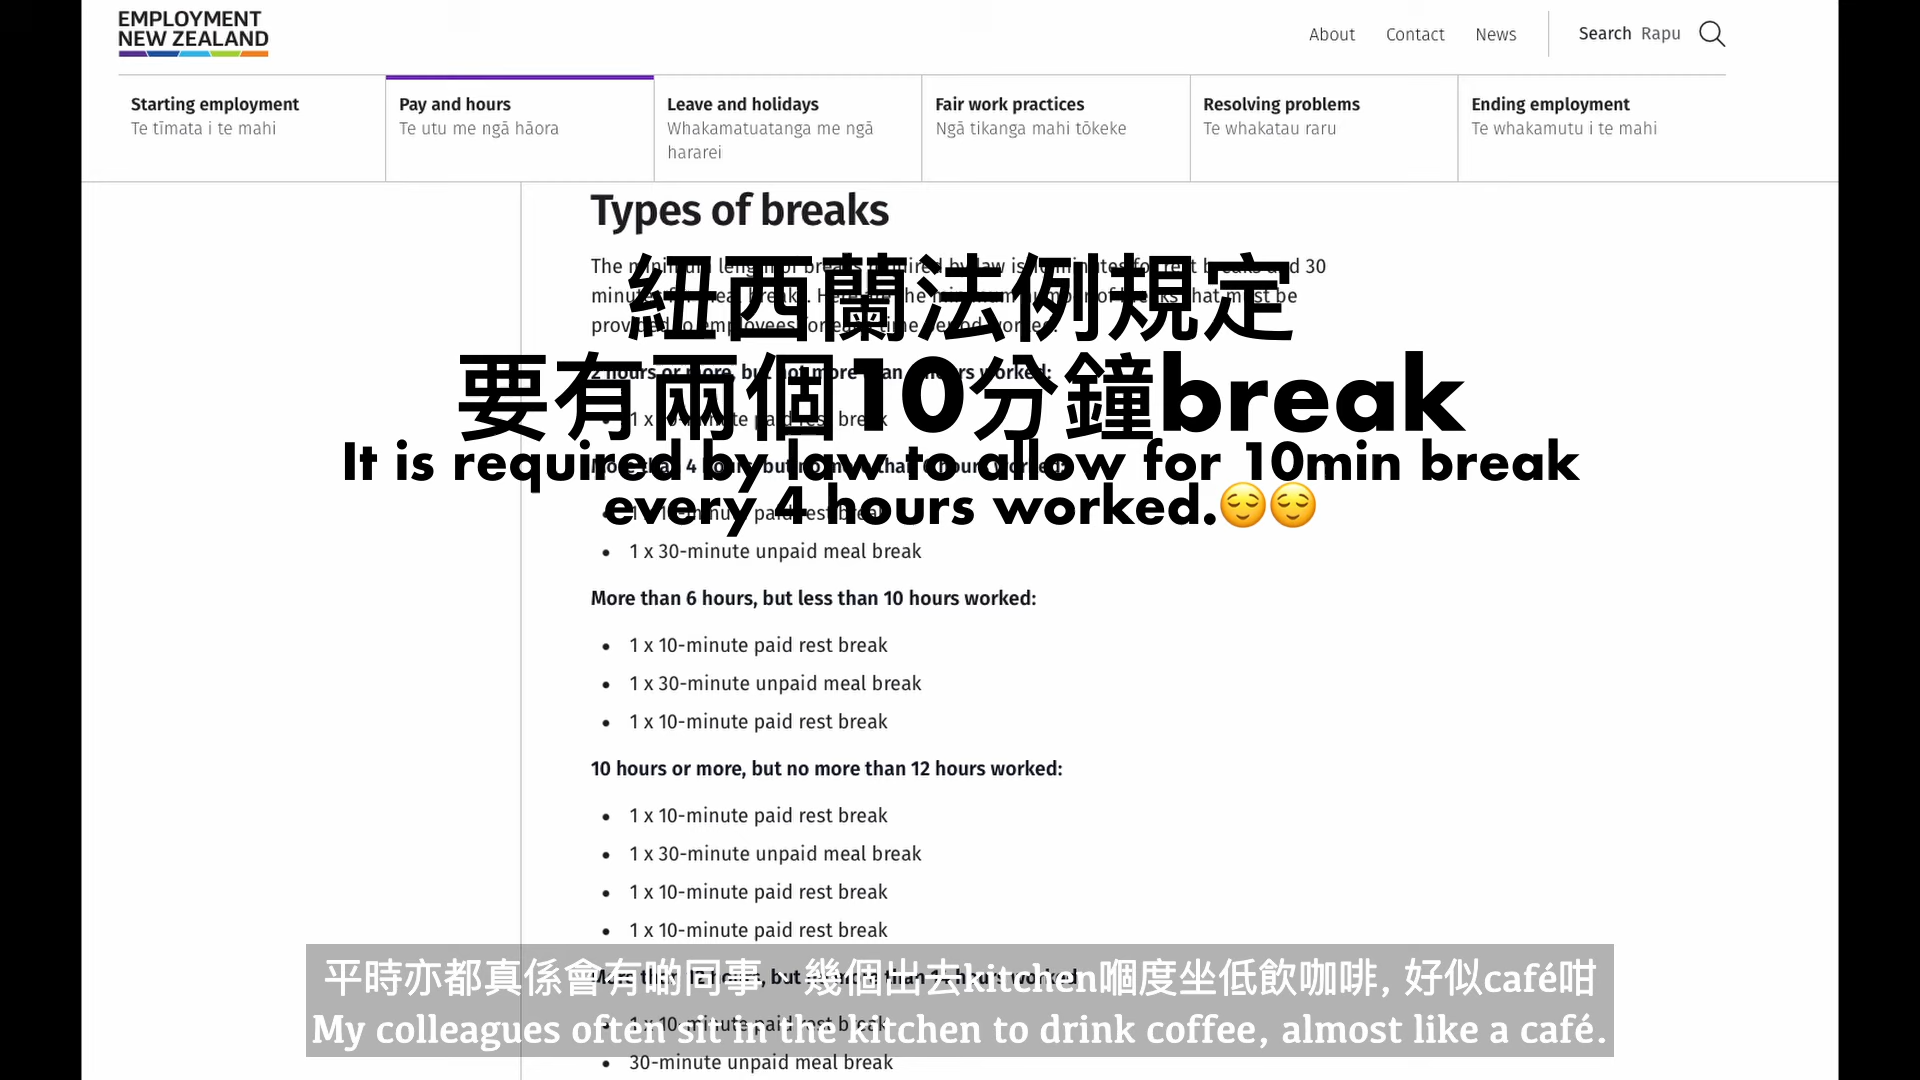 EMPLOYMENT
NEW ZEALAND
About
Contact
News
Search Rapu
Starting employment
Te tīmata i te mahi
Pay and hours
Te utu me ngā hāora
Leave and holidays
Whakamatuatanga me ngā
hararei
Fair work practices
Ngā tikanga mahi tōkeke
Resolving problems
Te whakatau raru
Ending employment
Te whakamutu i te mahi
Types of breaks
紐西蘭法例規定
要有兩個10分鐘break
It is required by law to allow for 10min break
every 4 hours worked.😌😌
• 1 x 30-minute unpaid meal break
More than 6 hours, but less than 10 hours worked:
• 1 x 10-minute paid rest break
• 1 x 30-minute unpaid meal break
• 1 x 10-minute paid rest break
10 hours or more, but no more than 12 hours worked:
• 1 x 10-minute paid rest break
• 1 x 30-minute unpaid meal break
• 1 x 10-minute paid rest break
• 1 x 10-minute paid rest break
平時亦都真係會有啲同事、幾個出去kitchen嗰度坐低飲咖啡, 好似café咁
My colleagues often sit in the kitchen to drink coffee, almost like a café.
30-minute unpaid meal break